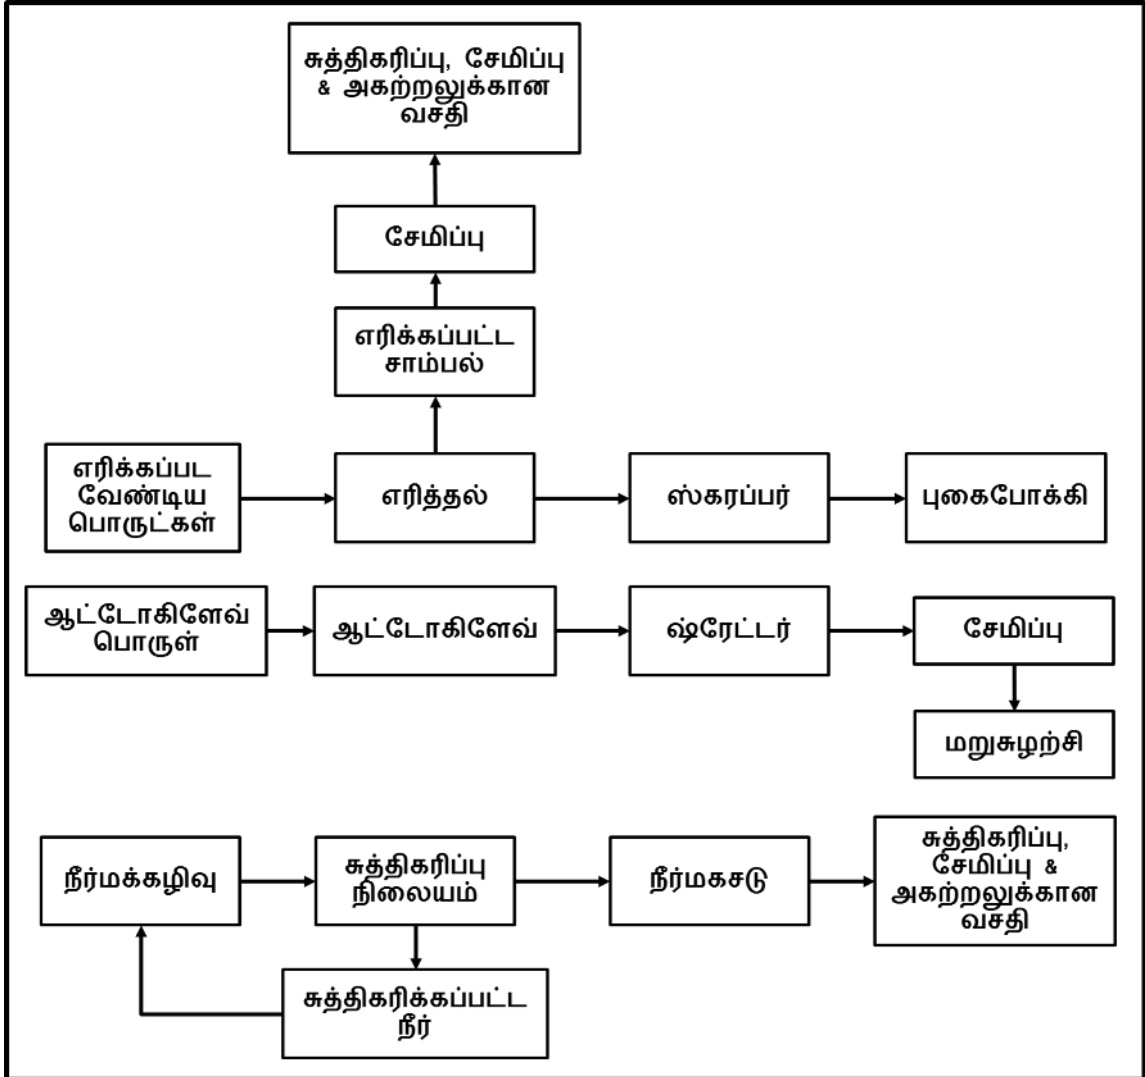 சுத்திகரிப்பு, சேமிப்பு
& அகற்றலுக்கான
வசதி
சேமிப்பு
எரிக்கப்பட்ட
சாம்பல்
எரிக்கப்பட
வேண்டிய
பொருட்கள்
எரித்தல்
ஸ்கரப்பர்
புகைபோக்கி
ஆட்டோகிளேவ்
பொருள்
ஆட்டோகிளேவ்
ஷ்ரேட்டர்
சேமிப்பு
மறுசுழற்சி
நீர்மக்கழிவு
சுத்திகரிப்பு
நிலையம்
நீர்மகசடு
சுத்திகரிப்பு,
சேமிப்பு &
அகற்றலுக்கான
வசதி
சுத்திகரிக்கப்பட்ட
நீர்